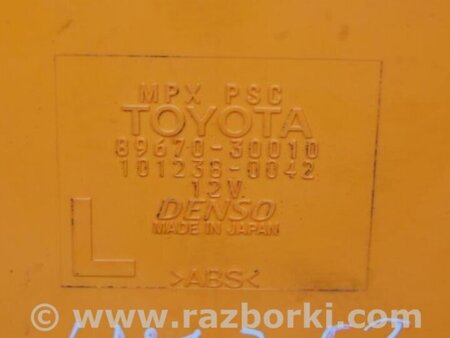 MPX PSC
TOYOTA
89670-30010
101238-0042
12V
DENSO
MADE IN JAPAN
L
>ABS<
© www.razborki.com ®